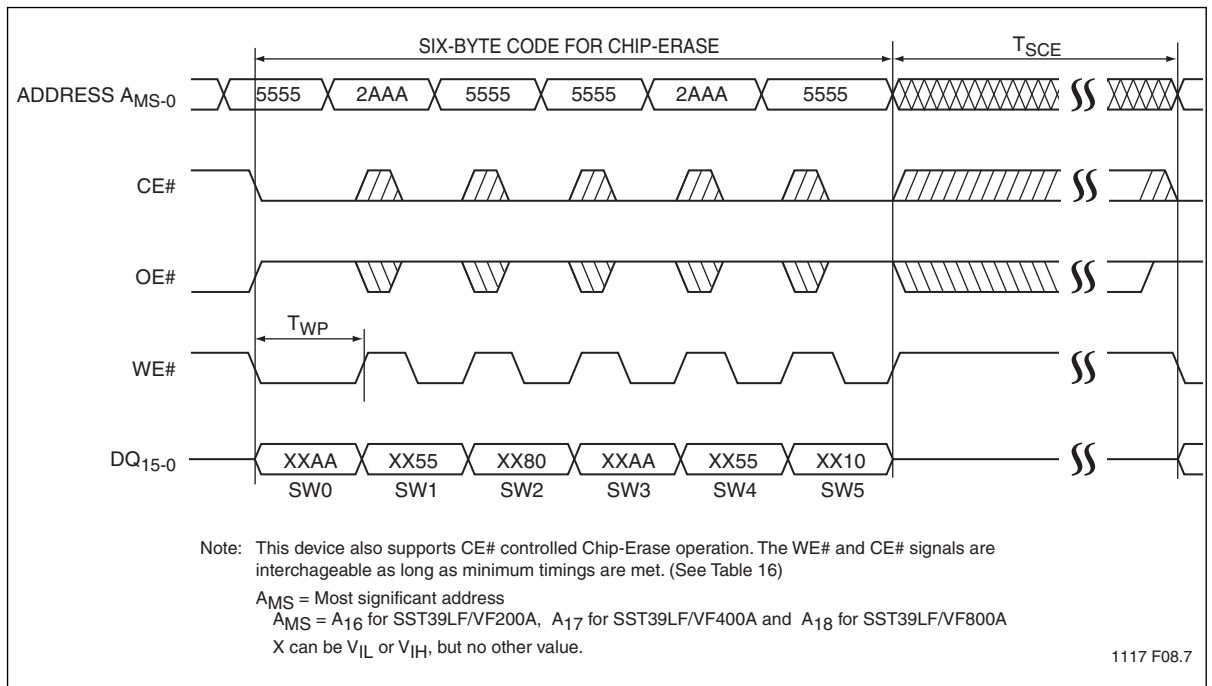 SIX-BYTE CODE FOR CHIP-ERASE
TSCE
ADDRESS AMS-0
5555 2AAA 5555 5555 2AAA 5555
CE#
OE#
TWP
WE#
DQ15-0
XXAA XX55 XX80 XXAA XX55 XX10
SW0 SW1 SW2 SW3 SW4 SW5
Note: This device also supports CE# controlled Chip-Erase operation. The WE# and CE# signals are
interchageable as long as minimum timings are met. (See Table 16)
AMS = Most significant address
AMS = A16 for SST39LF/VF200A, A17 for SST39LF/VF400A and A18 for SST39LF/VF800A
X can be VIL or VIH, but no other value.
1117 F08.7